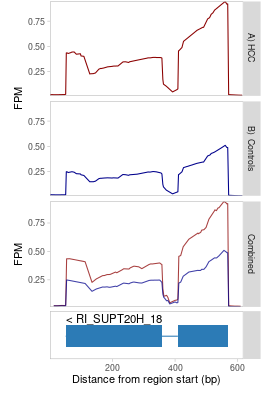 0.75
0.50
0.25
A) HCC
FPM
0.75
0.50
0.25
B) Controls
0.75
0.50
0.25
FPM
Combined
< RI_SUPT20H_18
200
400
600
Distance from region start (bp)